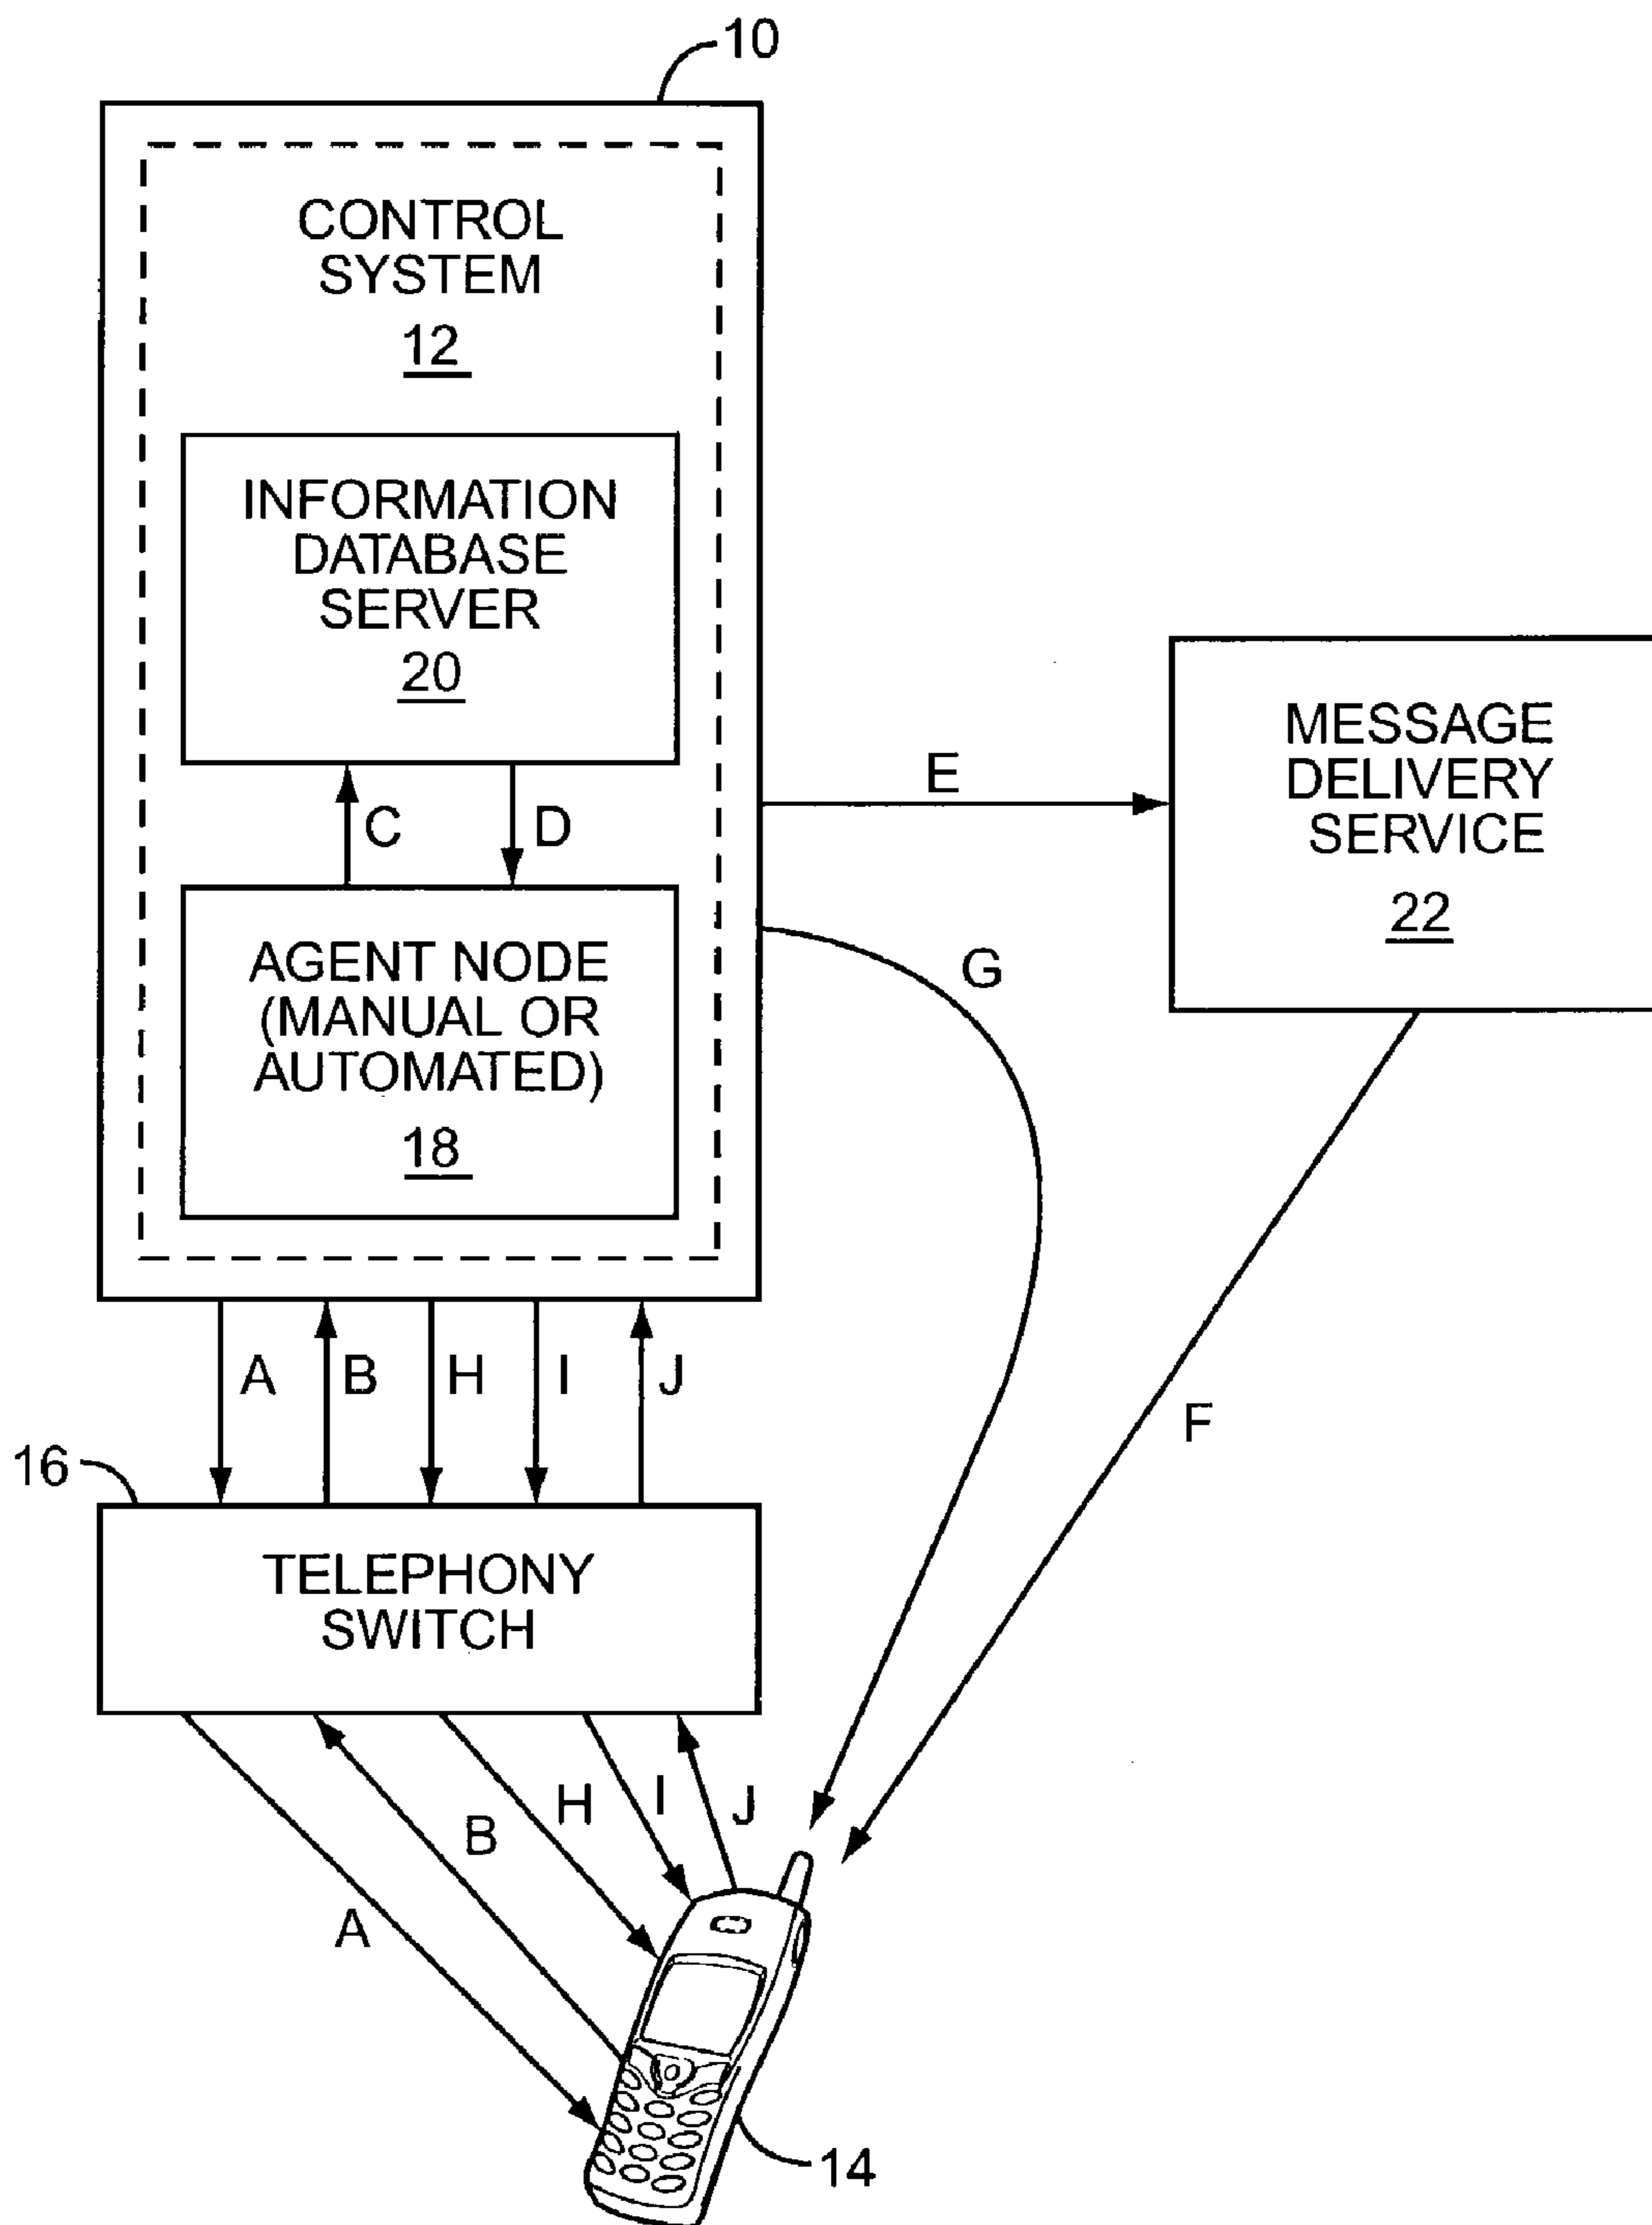 10
CONTROL
SYSTEM
12
INFORMATION
DATABASE
SERVER
20
C
D
AGENT NODE
(MANUAL OR
AUTOMATED)
18
E
MESSAGE
DELIVERY
SERVICE
22
G
F
A
B
H
I
J
16
TELEPHONY
SWITCH
A
B
H
I
J
14